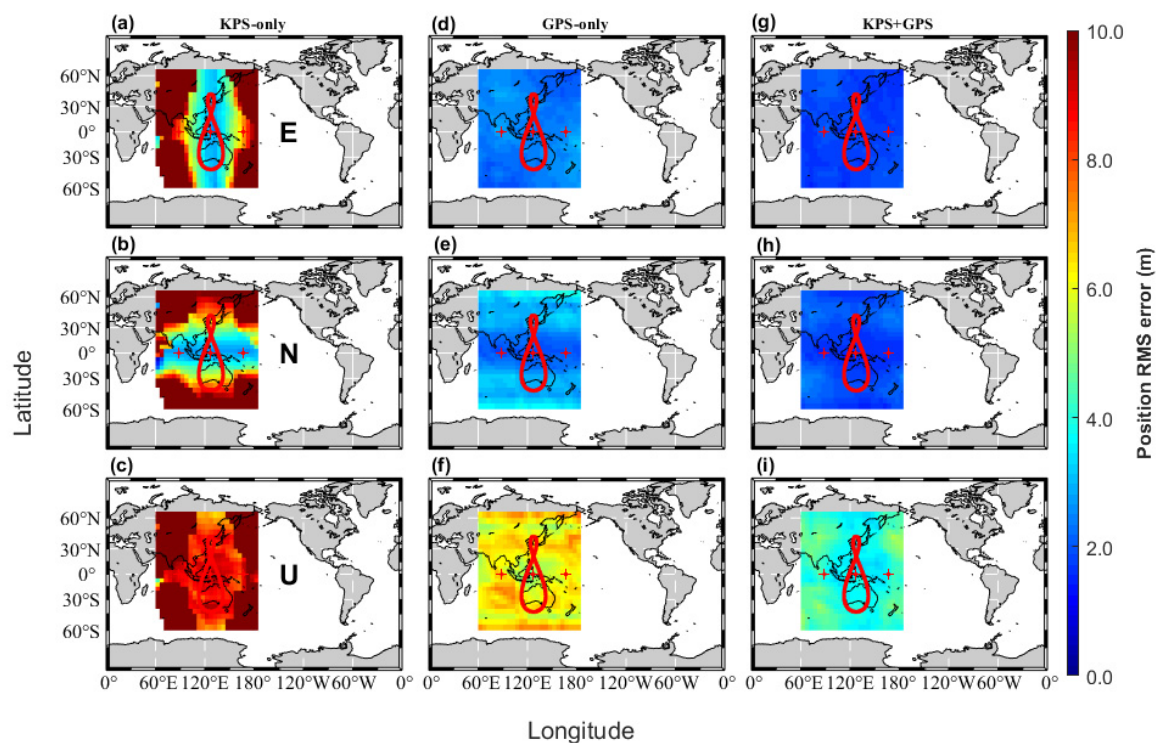 (a) KPS-only
(d) GPS-only
(g) KPS+GPS
10.0
60°N
30°N
0°
30°S
60°S
E
8.0
(b)
(e)
(h)
60°N
30°N
0°
30°S
60°S
N
6.0
4.0
(c)
(f)
(i)
60°N
30°N
0°
30°S
60°S
U
2.0
0.0
0° 60°E 120°E 180° 120°W 60°W 0°
0° 60°E 120°E 180° 120°W 60°W 0°
0° 60°E 120°E 180° 120°W 60°W 0°
Latitude
Longitude
Position RMS error (m)